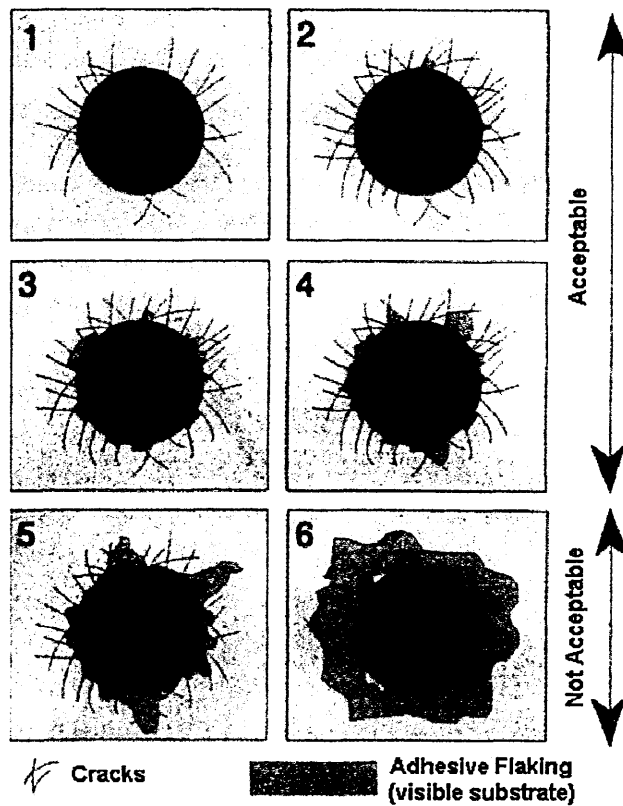 1
2
3
4
Acceptable
5
6
Not Acceptable
Cracks
Adhesive Flaking
(visible substrate)